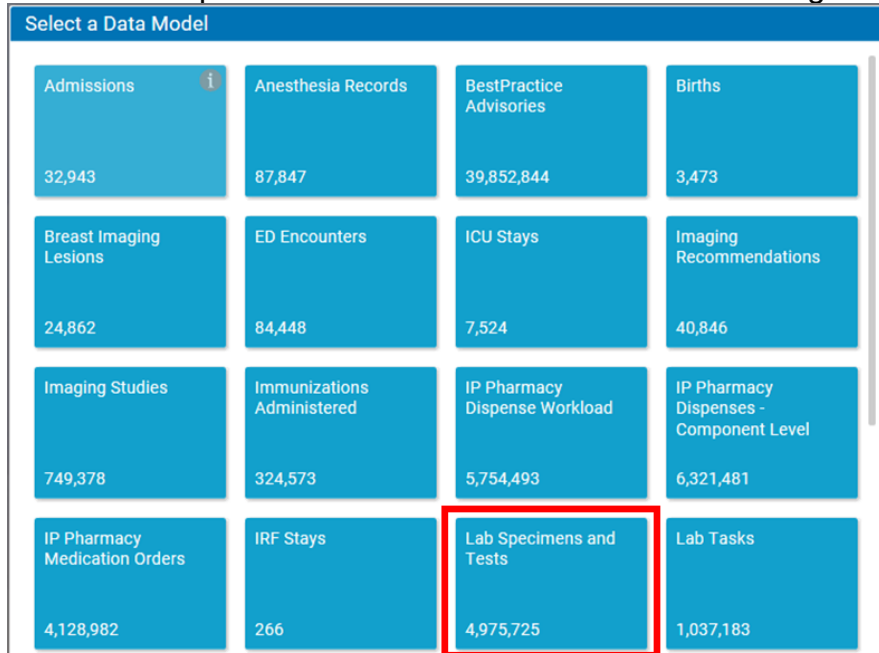 Select a Data Model
Admissions
i
32,943
Anesthesia Records
87,847
BestPractice
Advisories
39,852,844
Births
3,473
Breast Imaging
Lesions
24,862
ED Encounters
84,448
ICU Stays
7,524
Imaging
Recommendations
40,846
Imaging Studies
749,378
Immunizations
Administered
324,573
IP Pharmacy
Dispense Workload
5,754,493
IP Pharmacy
Dispenses -
Component Level
6,321,481
IP Pharmacy
Medication Orders
4,128,982
IRF Stays
266
Lab Specimens and
Tests
4,975,725
Lab Tasks
1,037,183